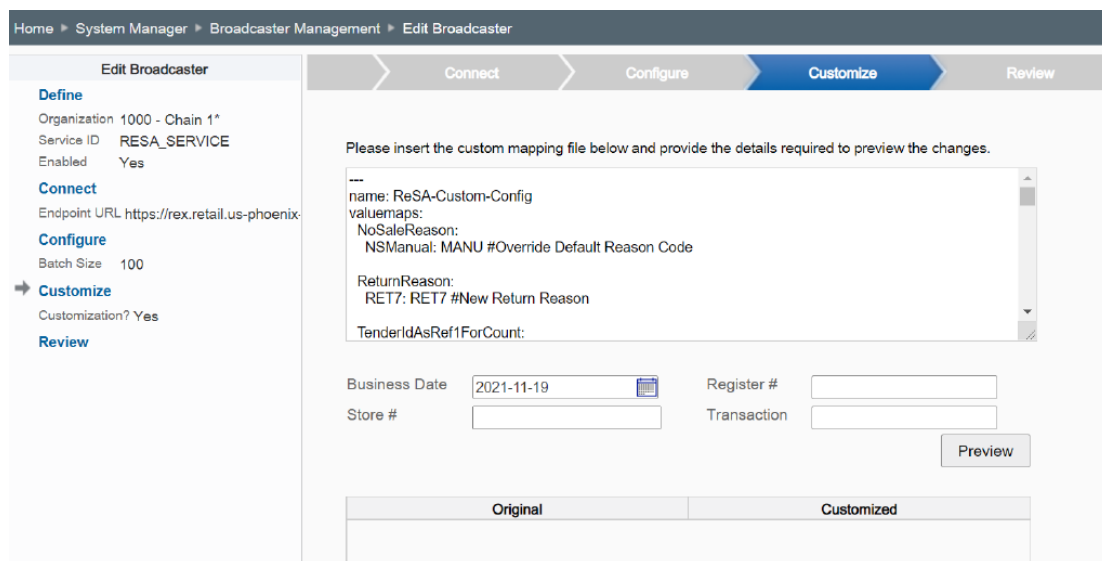 Home ▶ System Manager ▶ Broadcaster Management ▶ Edit Broadcaster
Edit Broadcaster
Define
Organization 1000 - Chain 1*
Service ID RESA_SERVICE
Enabled Yes
Connect
Endpoint URL https://rex.retail.us-phoenix-
Configure
Batch Size 100
Customize
Customization? Yes
Review
Connect Configure Customize Review
Please insert the custom mapping file below and provide the details required to preview the changes.
---
name: ReSA-Custom-Config
valuemaps:
NoSaleReason:
NSManual: MANU #Override Default Reason Code
ReturnReason:
RET7: RET7 #New Return Reason
TenderIdAsRef1ForCount:
Business Date 2021-11-19 Register #
Store # Transaction
Preview
Original Customized